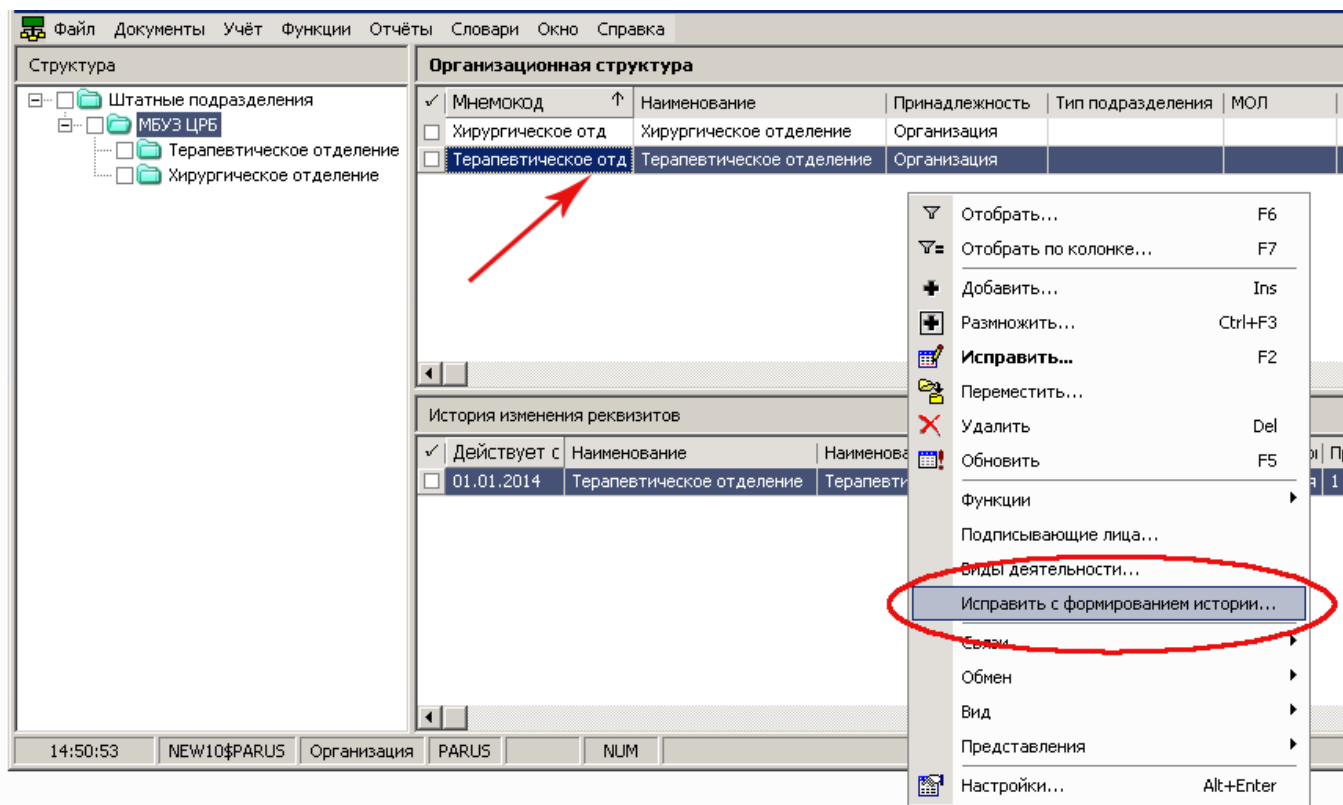 Файл Документы Учёт Функции Отчёты Словари Окно Справка
Структура
Штатные подразделения
МБУЗ ЦРБ
Терапевтическое отделение
Хирургическое отделение
Организационная структура
Мнемокод Наименование Принадлежность Тип подразделения МОЛ
Хирургическое отд Хирургическое отделение Организация
Терапевтическое отд Терапевтическое отделение Организация
История изменения реквизитов
Действует с Наименование
01.01.2014 Терапевтическое отделение 1
Отобрать... F6
Отобрать по колонке... F7
Добавить... Ins
Размножить... Ctrl+F3
Исправить... F2
Переместить...
Удалить Del
Обновить F5
Функции
Подписывающие лица...
Виды деятельности...
Исправить с формированием истории...
Связи
Обмен
Вид
Представления
Настройки... Alt+Enter
14:50:53 NEW10$PARUS Организация PARUS NUM